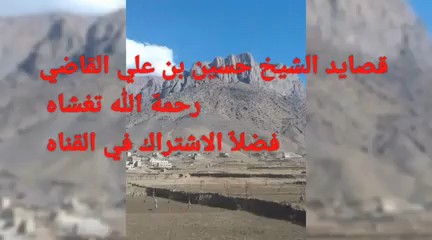 قصايد الشيخ حسين بن علي القاضي
رحمة الله تغشاه
فضلاً الاشتراك في القناه